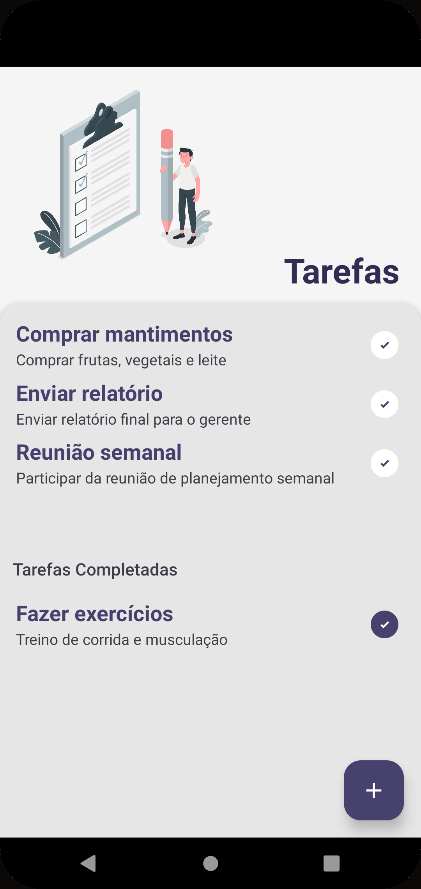 Tarefas
Comprar mantimentos
Comprar frutas, vegetais e leite
Enviar relatório
Enviar relatório final para o gerente
Reunião semanal
Participar da reunião de planejamento semanal
Tarefas Completadas
Fazer exercícios
Treino de corrida e musculação